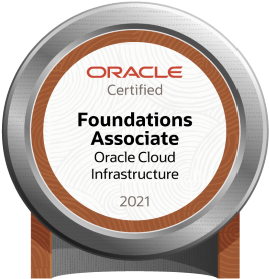 ORACLE
Certified
Foundations
Associate
Oracle Cloud
Infrastructure
2021